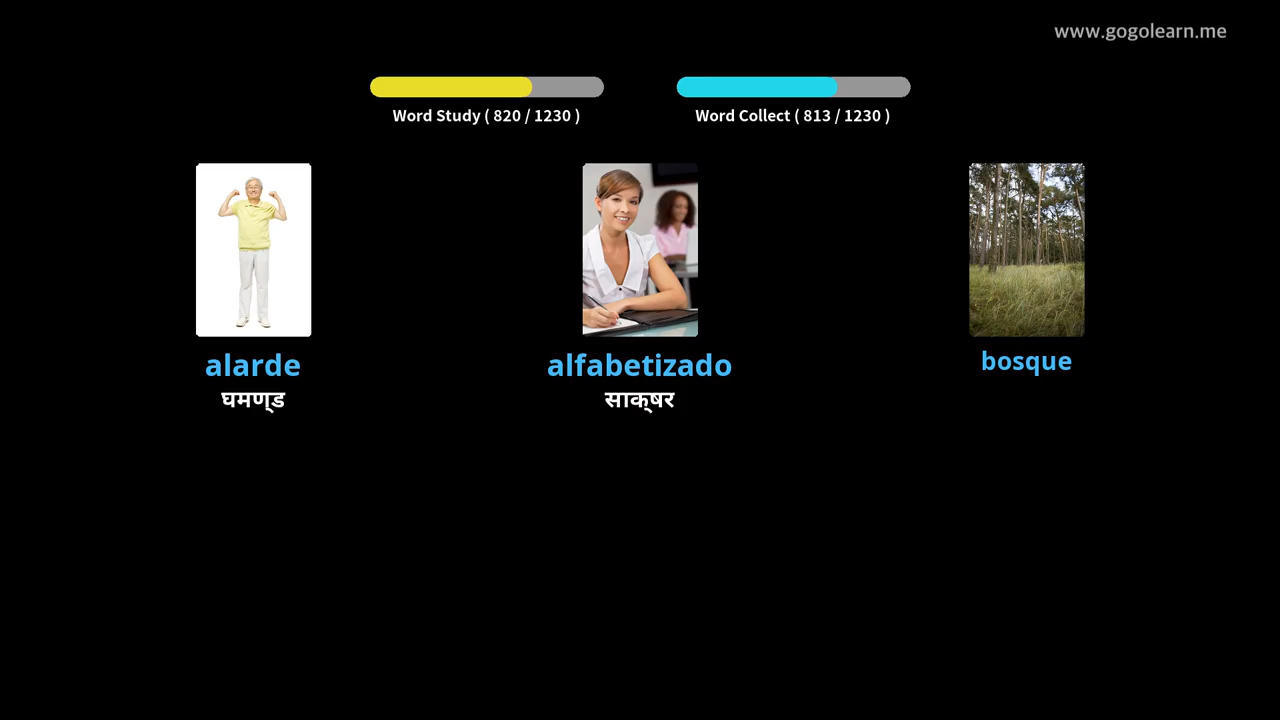 www.gogolearn.me
Word Study ( 820 / 1230 )
Word Collect ( 813 / 1230 )
alarde
घमण्ड
alfabetizado
साक्षर
bosque